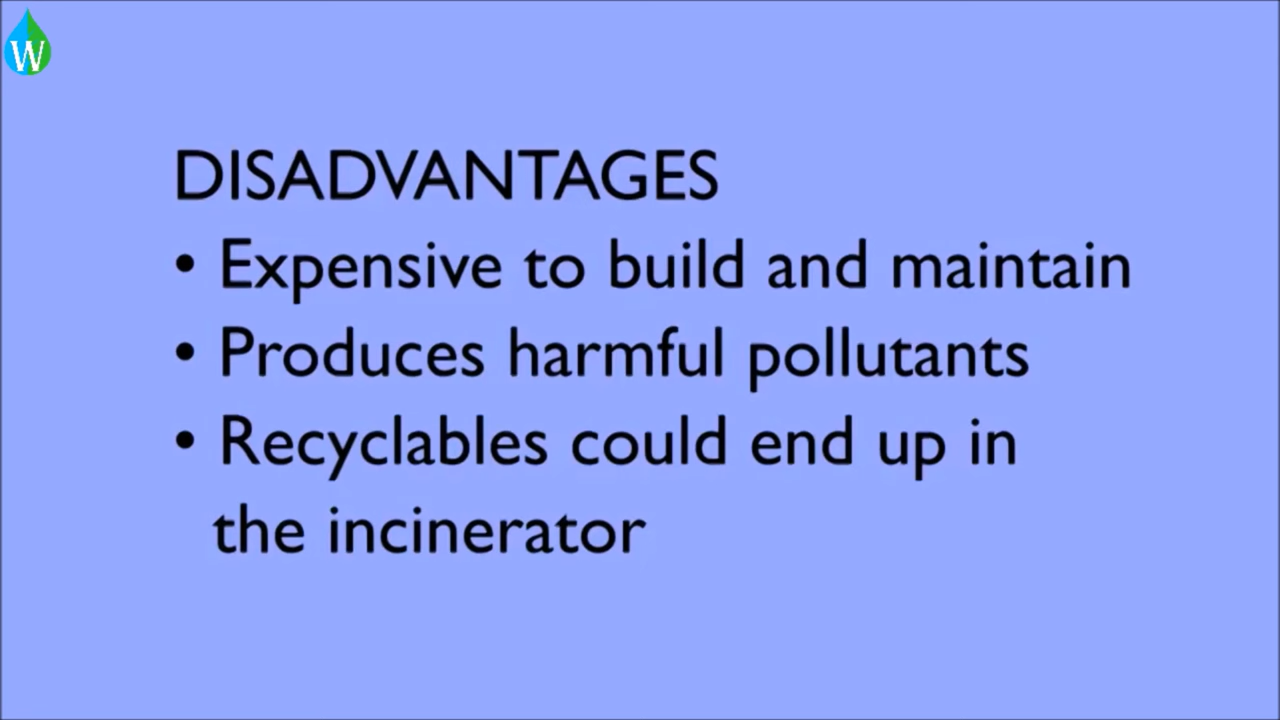 W
DISADVANTAGES
• Expensive to build and maintain
• Produces harmful pollutants
• Recyclables could end up in
the incinerator